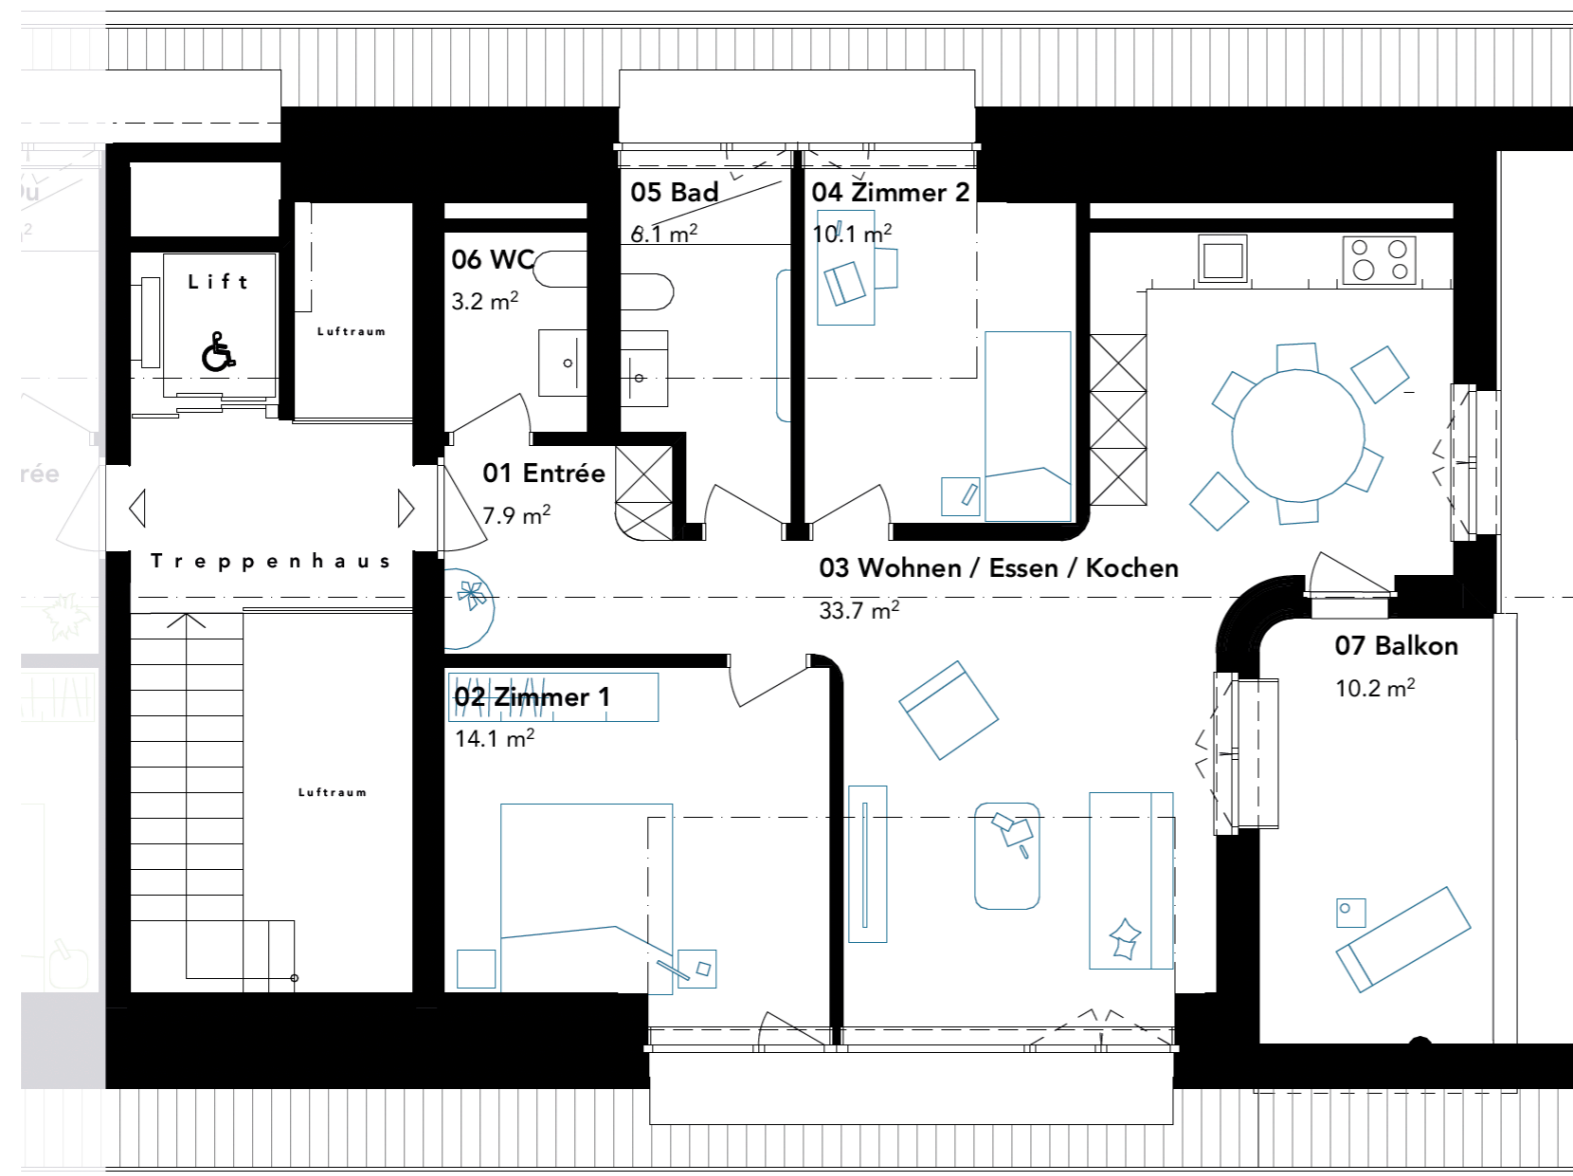 05 Bad
6.1 m²
04 Zimmer 2
10.1 m²
06 WC
3.2 m²
Lift
Luftraum
01 Entrée
7.9 m²
rée
Treppenhaus
03 Wohnen / Essen / Kochen
33.7 m²
07 Balkon
10.2 m²
02 Zimmer 1
14.1 m²
Luftraum